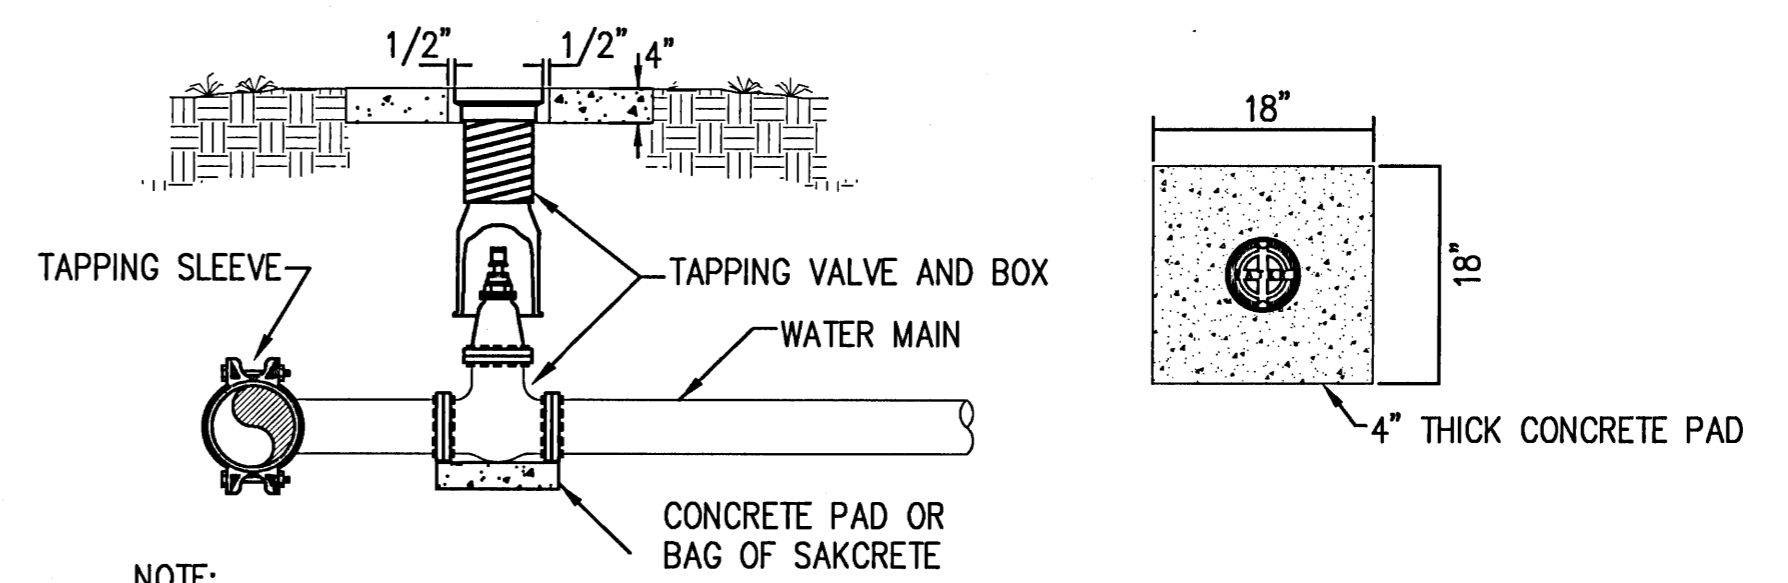 1/2" 1/2" 4"
TAPPING SLEEVE
TAPPING VALVE AND BOX
WATER MAIN
CONCRETE PAD OR
BAG OF SAKCRETE
NOTE:
18"
18"
4" THICK CONCRETE PAD